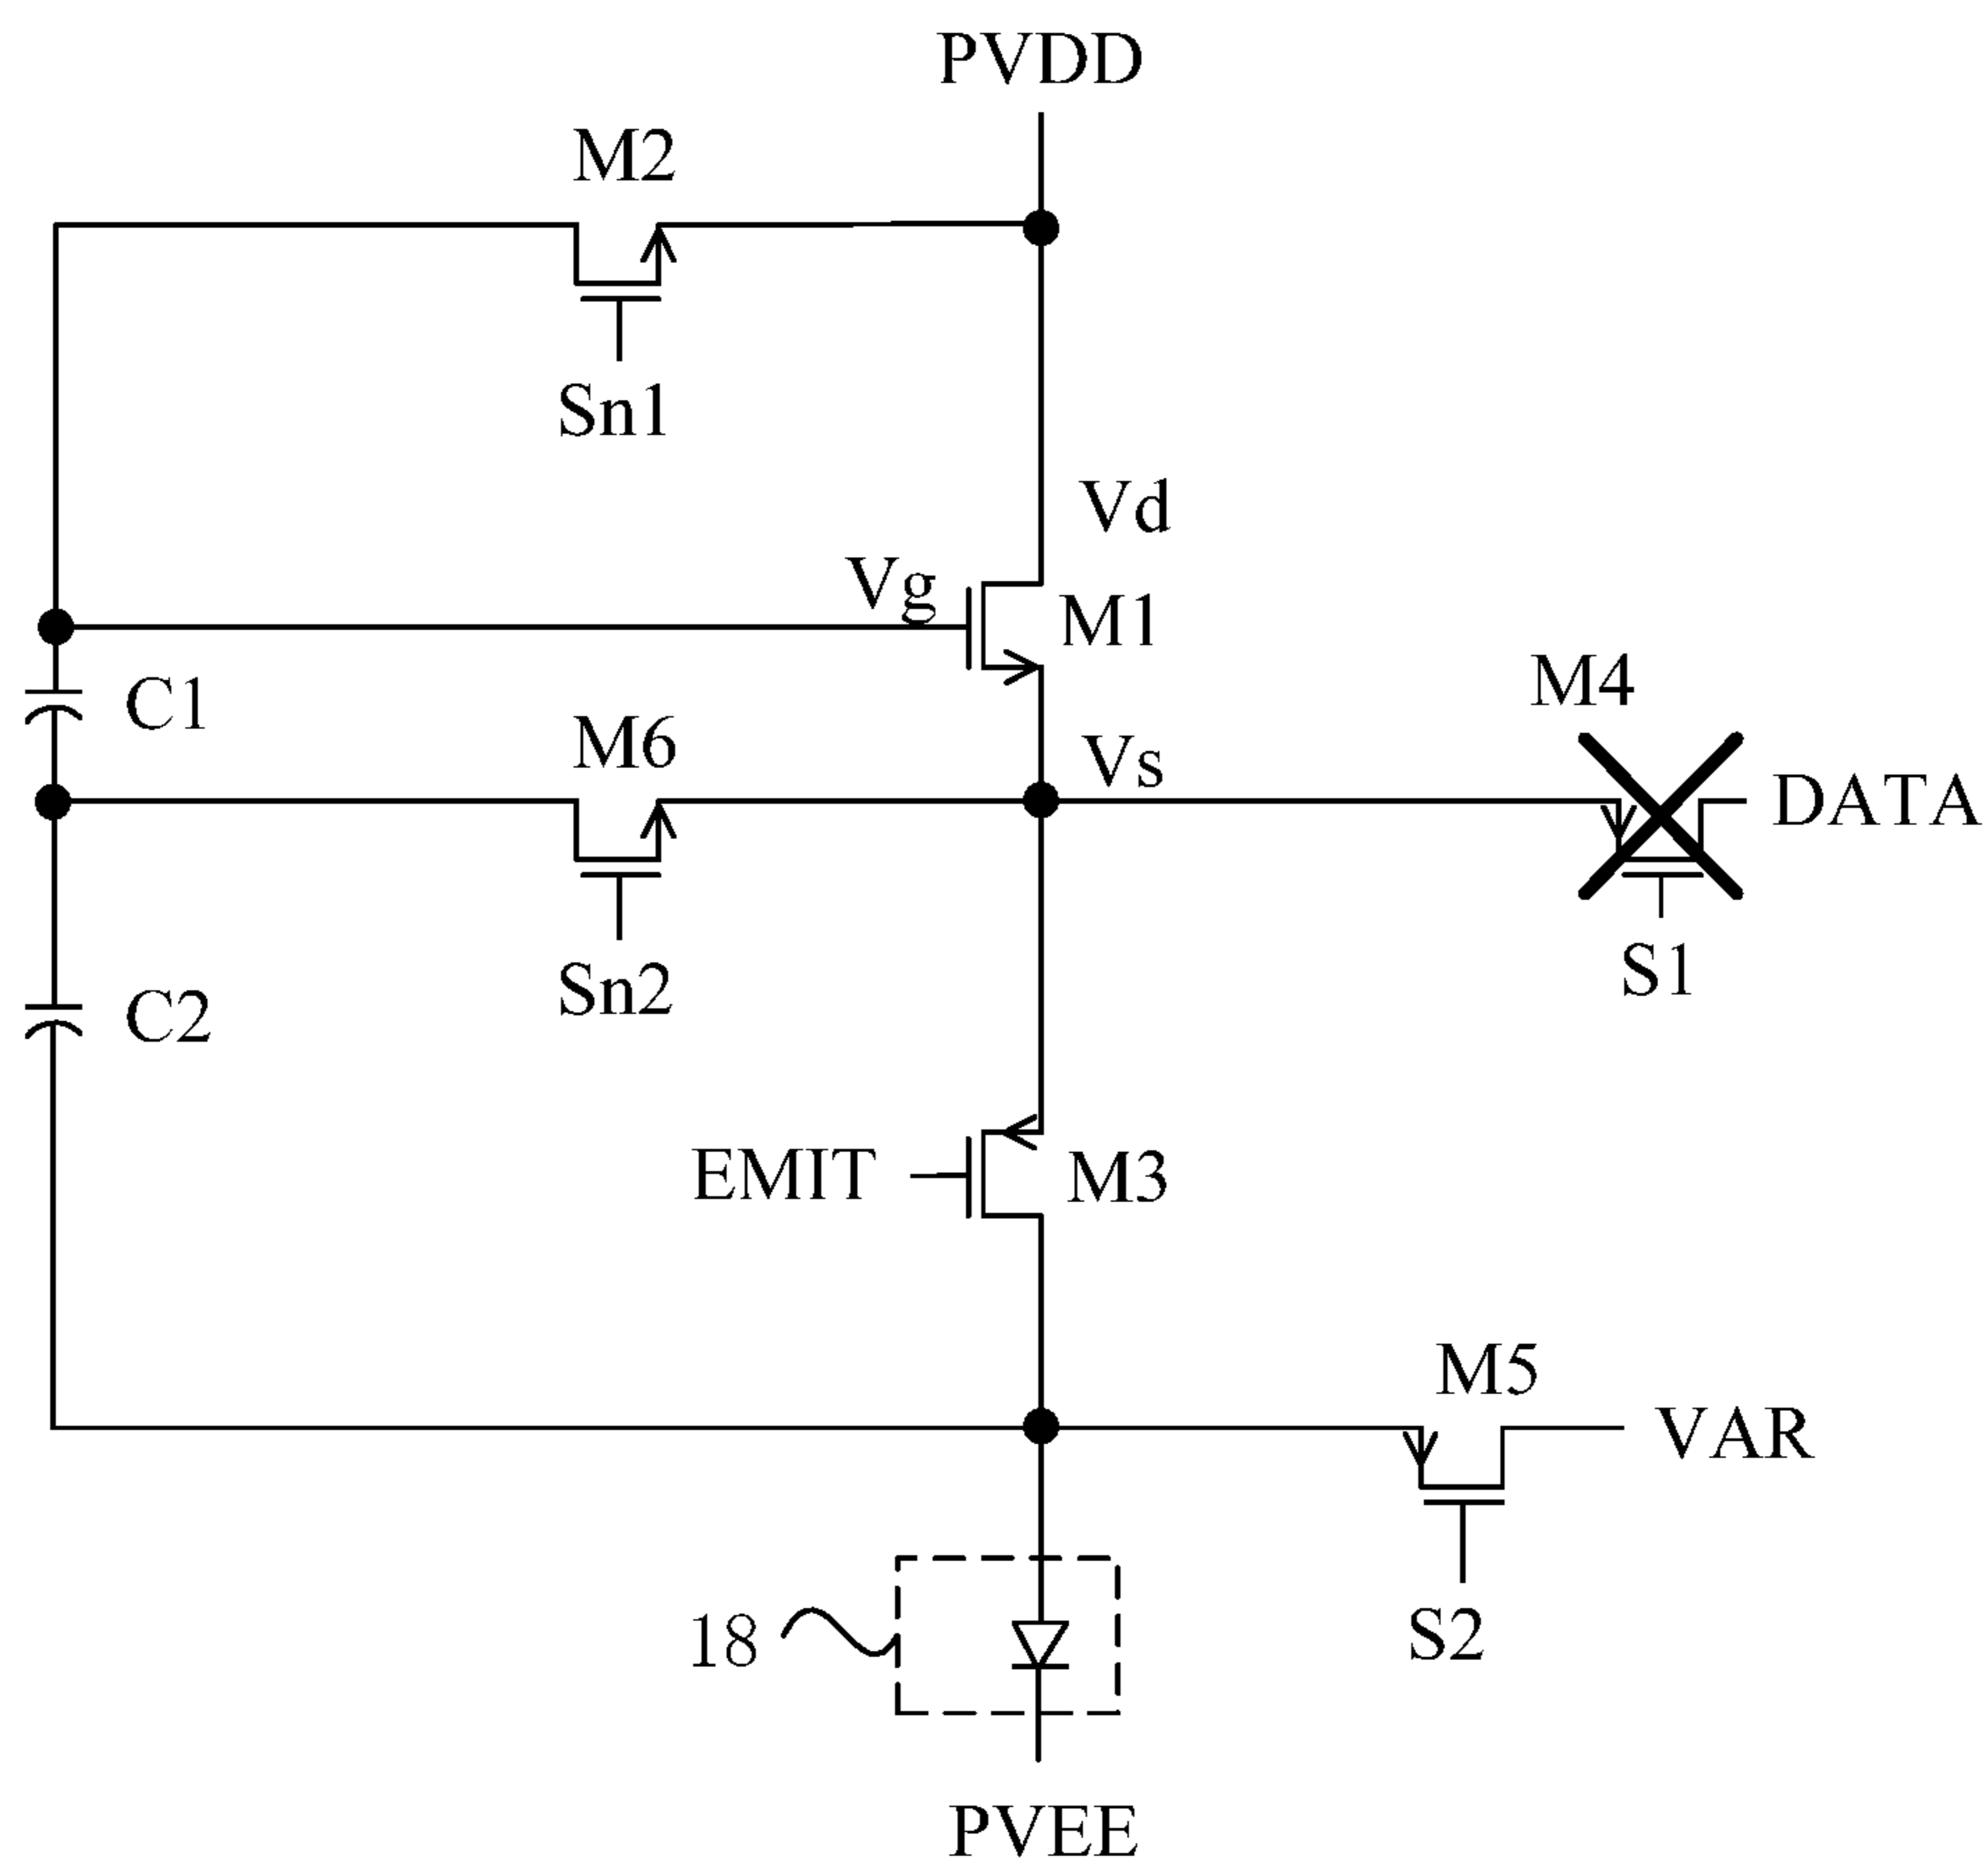 PVDD
M2
Sn1
Vd
Vg
M1
M4
C1
M6
Vs
DATA
S1
Sn2
C2
EMIT
M3
M5
VAR
18
S2
PVEE